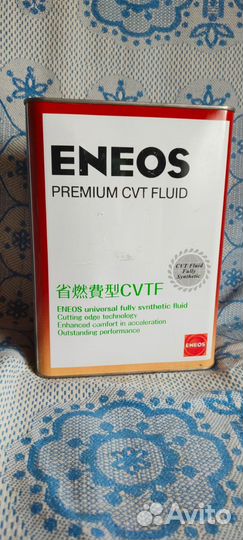 ENEOS
PREMIUM CVT FLUID
CVT Fluid
Fully
Synthetic
省燃費型CVTF
ENEOS universal fully synthetic fluid
Cutting edge technology
Enhanced comfort in acceleration
Outstanding performance
ENEOS
Avito